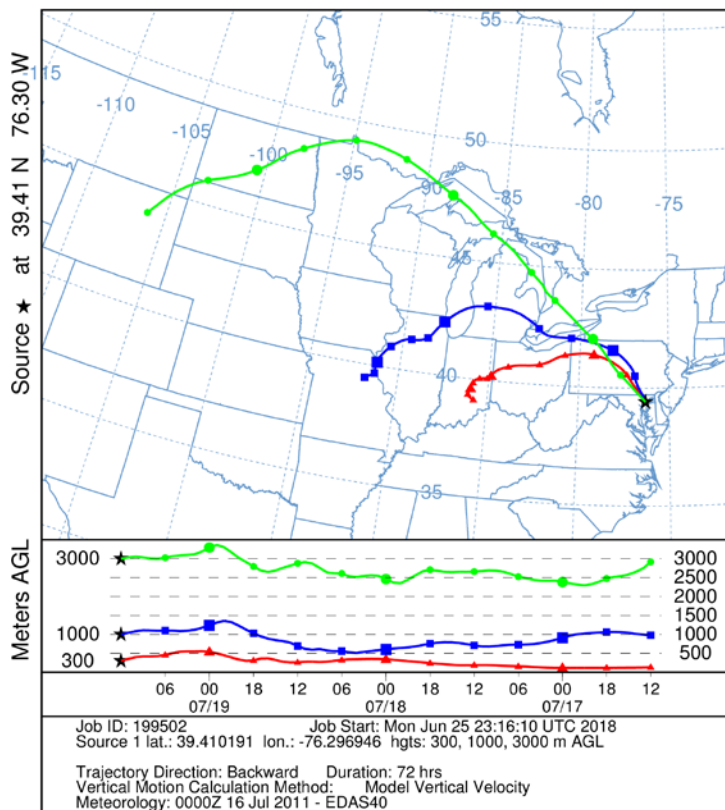 55
-115
-110
-105
-100
-95
50
-90
-85
-80
-75
45
40
35
Source ★ at 39.41 N 76.30 W
Meters AGL
3000
1000
300
3000
2500
2000
1500
1000
500
06 00 18 12 06 00 18 12 06 00 18 12
07/19 07/18 07/17
Job ID: 199502 Job Start: Mon Jun 25 23:16:10 UTC 2018
Source 1 lat.: 39.410191 lon.: -76.296946 hgts: 300, 1000, 3000 m AGL
Trajectory Direction: Backward Duration: 72 hrs
Vertical Motion Calculation Method: Model Vertical Velocity
Meteorology: 0000Z 16 Jul 2011 - EDAS40